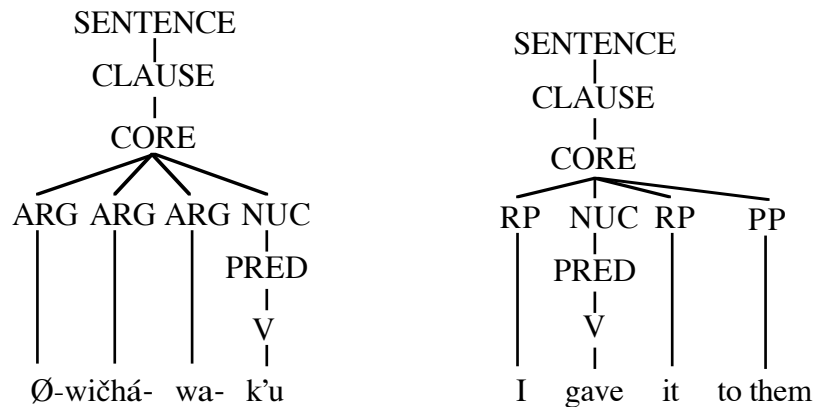 SENTENCE
CLAUSE
CORE
ARG ARG ARG NUC
PRED
V
Ø-wičhá- wa- k’u
SENTENCE
CLAUSE
CORE
RP NUC RP PP
PRED
V
I gave it to them